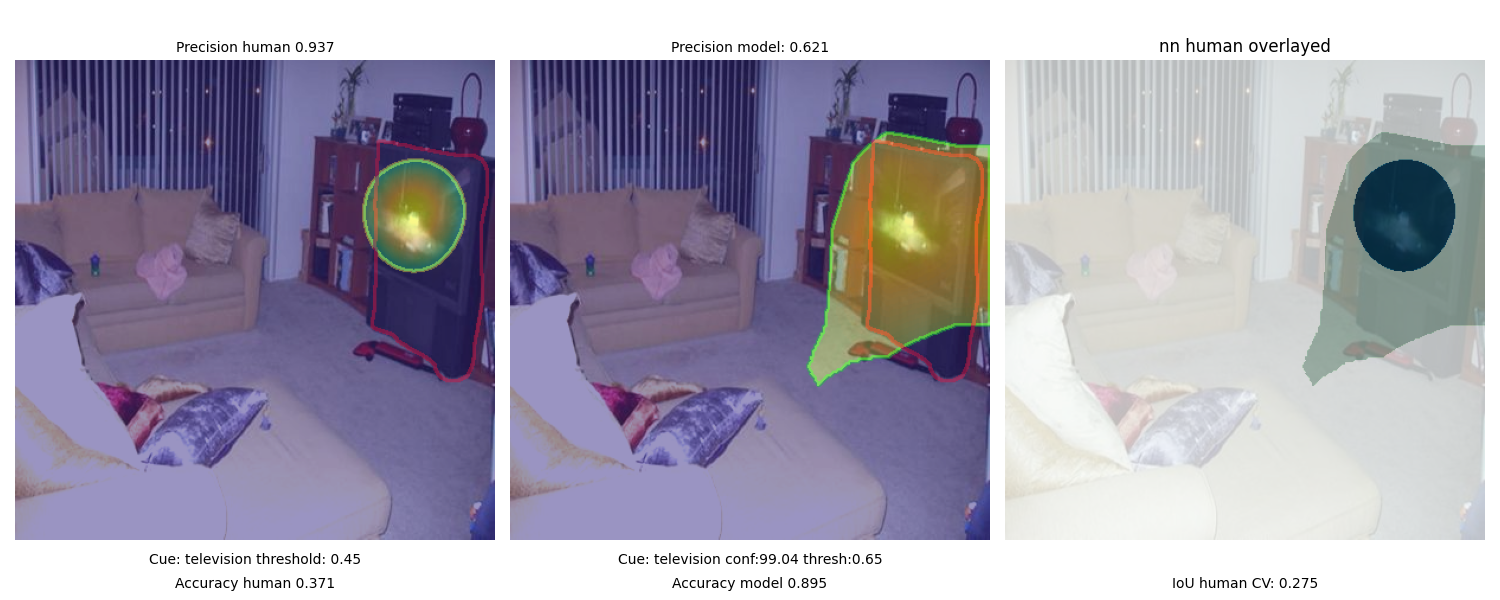 Precision human 0.937
Precision model: 0.621
nn human overlayed
Cue: television threshold: 0.45
Cue: television conf:99.04 thresh:0.65
Accuracy human 0.371
Accuracy model 0.895
IoU human CV: 0.275